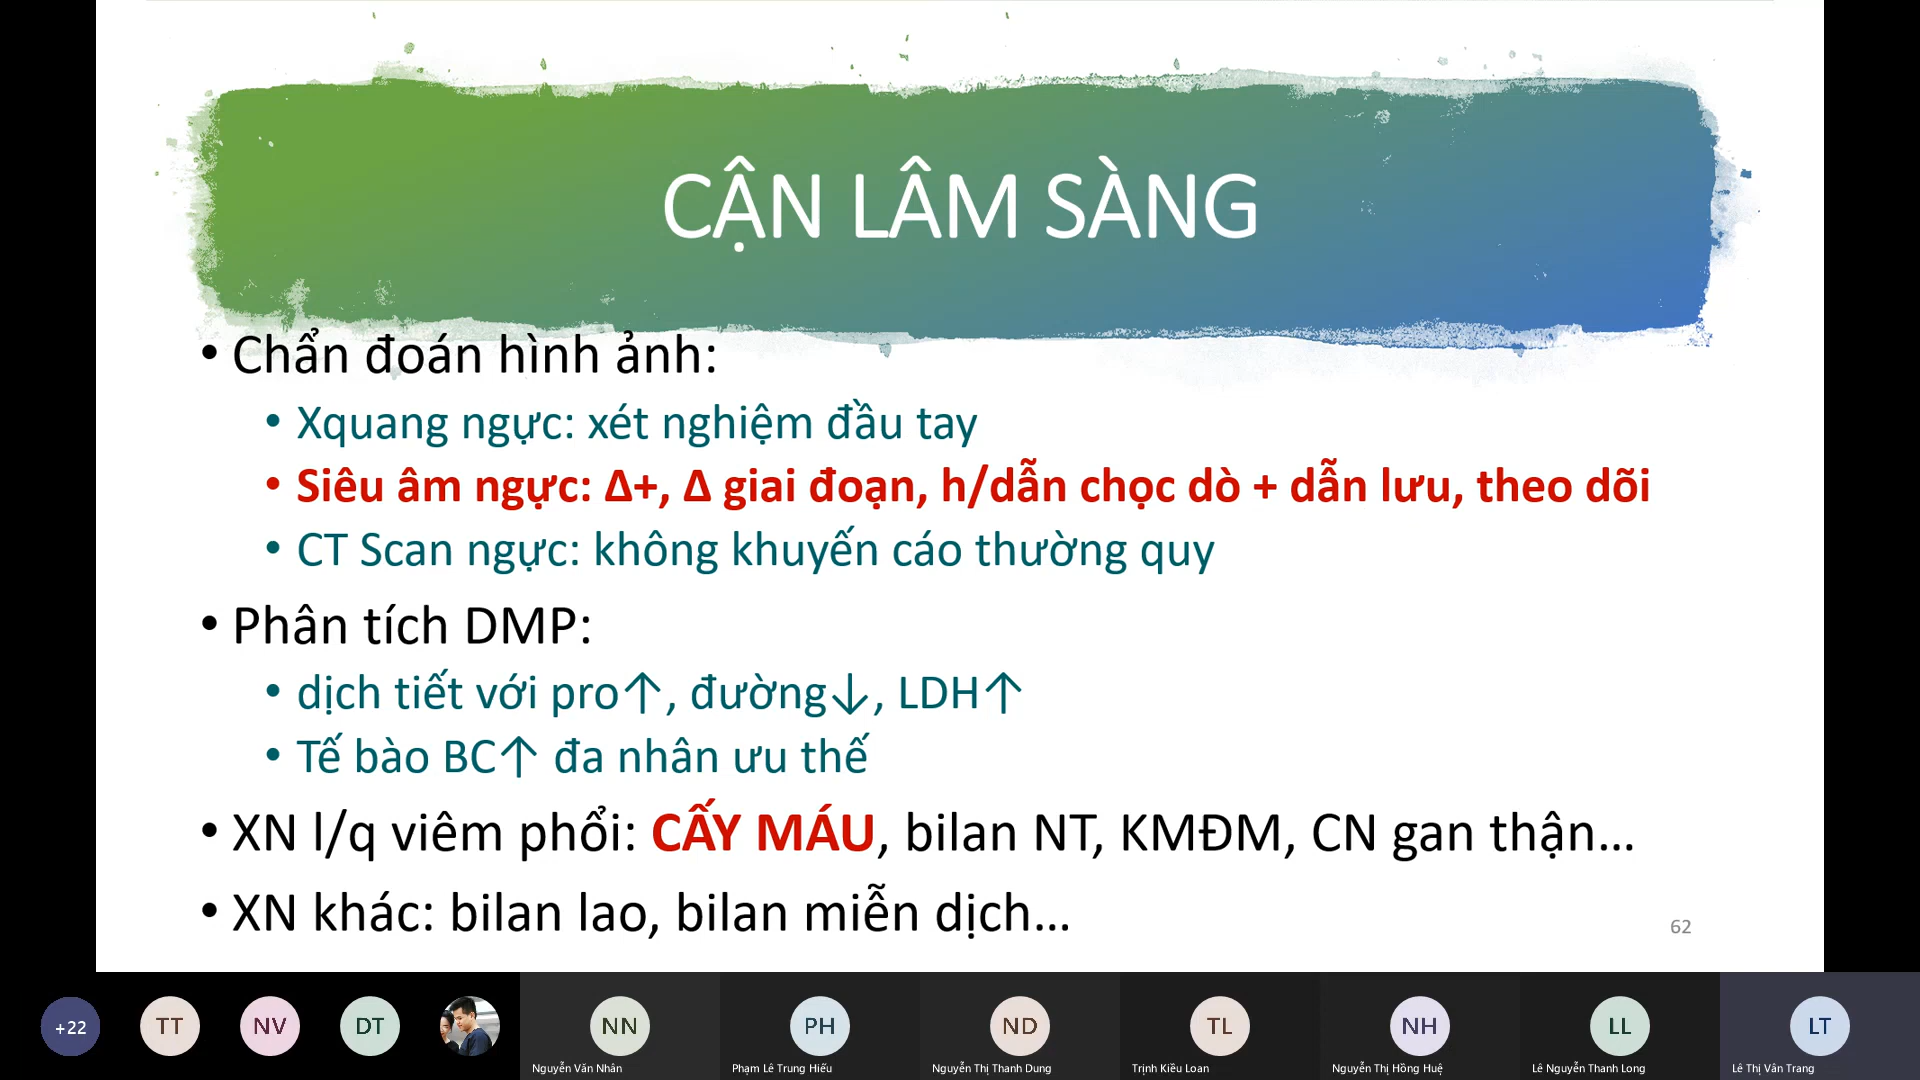 CẬN LÂM SÀNG
• Chẩn đoán hình ảnh:
• Xquang ngực: xét nghiệm đầu tay
• Siêu âm ngực: Δ+, Δ giai đoạn, h/dẫn chọc dò + dẫn lưu, theo dõi
• CT Scan ngực: không khuyến cáo thường quy
• Phân tích DMP:
• dịch tiết với pro↑, đường↓, LDH↑
• Tế bào BC↑ đa nhân ưu thế
• XN l/q viêm phổi: CẤY MÁU, bilan NT, KMĐM, CN gan thận...
• XN khác: bilan lao, bilan miễn dịch...
62
+22 TT NV DT NN PH ND TL NH LL LT
Nguyễn Văn Nhân Phạm Lê Trung Hiếu Nguyễn Thị Thanh Dung Trịnh Kiều Loan Nguyễn Thị Hồng Huệ Lê Nguyễn Thanh Long Lê Thị Vân Trang